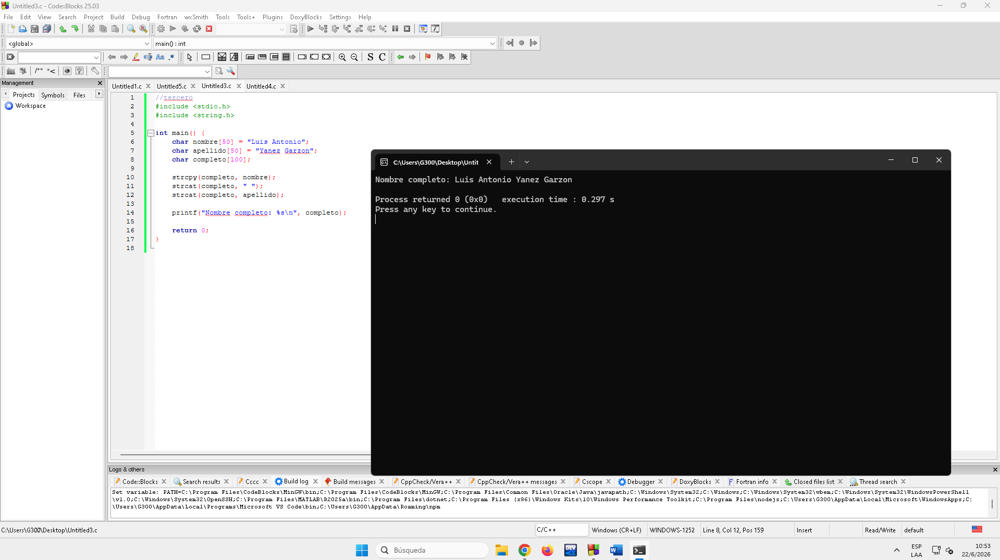 Untitled3.c - Code::Blocks 25.03
File Edit View Search Project Build Debug Fortran wxSmith Tools Tools+ Plugins DoxyBlocks Settings Help
<global> main() : int
S C
/** *<
Management
Projects Symbols Files
Workspace
Untitled1.c Untitled5.c Untitled3.c Untitled4.c
1 //tercero
2 #include <stdio.h>
3 #include <string.h>
4
5 int main() {
6 char nombre[50] = "Luis Antonio";
7 char apellido[50] = "Yanez Garzon";
8 char completo[100];
9
10 strcpy(completo, nombre);
11 strcat(completo, " ");
12 strcat(completo, apellido);
13
14 printf("Nombre completo: %s\n", completo);
15
16 return 0;
17 }
18
C:\Users\G300\Desktop\Untit
Nombre completo: Luis Antonio Yanez Garzon
Process returned 0 (0x0) execution time : 0.297 s
Press any key to continue.
Logs & others
Code::Blocks Search results Cccc Build log Build messages CppCheck/Vera++ CppCheck/Vera++ messages Cscope Debugger DoxyBlocks Fortran info Closed files list Thread search
Set variable: PATH=C:\Program Files\CodeBlocks\MinGW\bin;C:\Program Files\CodeBlocks\MinGW;C:\Program Files\Common Files\Oracle\Java\javapath;C:\Windows\System32;C:\Windows;C:\Windows\System32\wbem;C:\Windows\System32\WindowsPowerShell
\v1.0;C:\Windows\System32\OpenSSH;C:\Program Files\MATLAB\R2025a\bin;C:\Program Files\dotnet;C:\Program Files (x86)\Windows Kits\10\Windows Performance Toolkit;C:\Program Files\nodejs;C:\Users\G300\AppData\Local\Microsoft\WindowsApps;C:
\Users\G300\AppData\Local\Programs\Microsoft VS Code\bin;C:\Users\G300\AppData\Roaming\npm
C:\Users\G300\Desktop\Untitled3.c C/C++ Windows (CR+LF) WINDOWS-1252 Line 8, Col 12, Pos 159 Insert Read/Write default
Búsqueda
DEV
ESP
LAA
10:53
22/6/2026